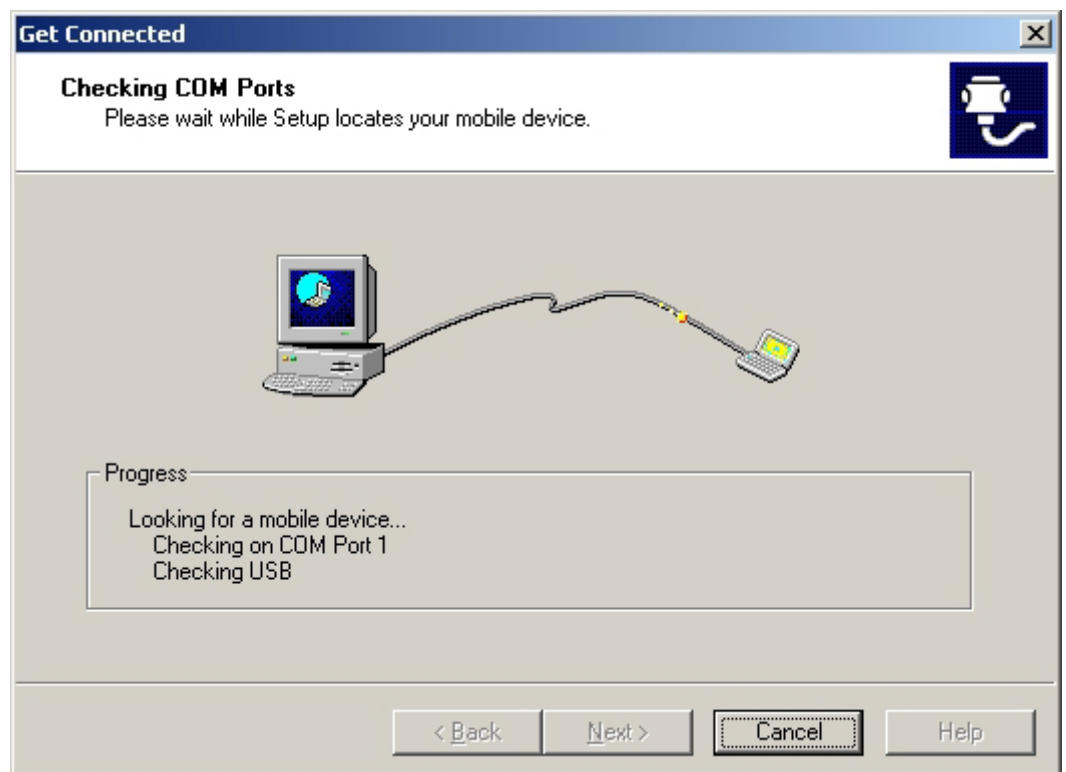 Get Connected
Checking COM Ports
Please wait while Setup locates your mobile device.
Progress
Looking for a mobile device...
Checking on COM Port 1
Checking USB
< Back
Next >
Cancel
Help